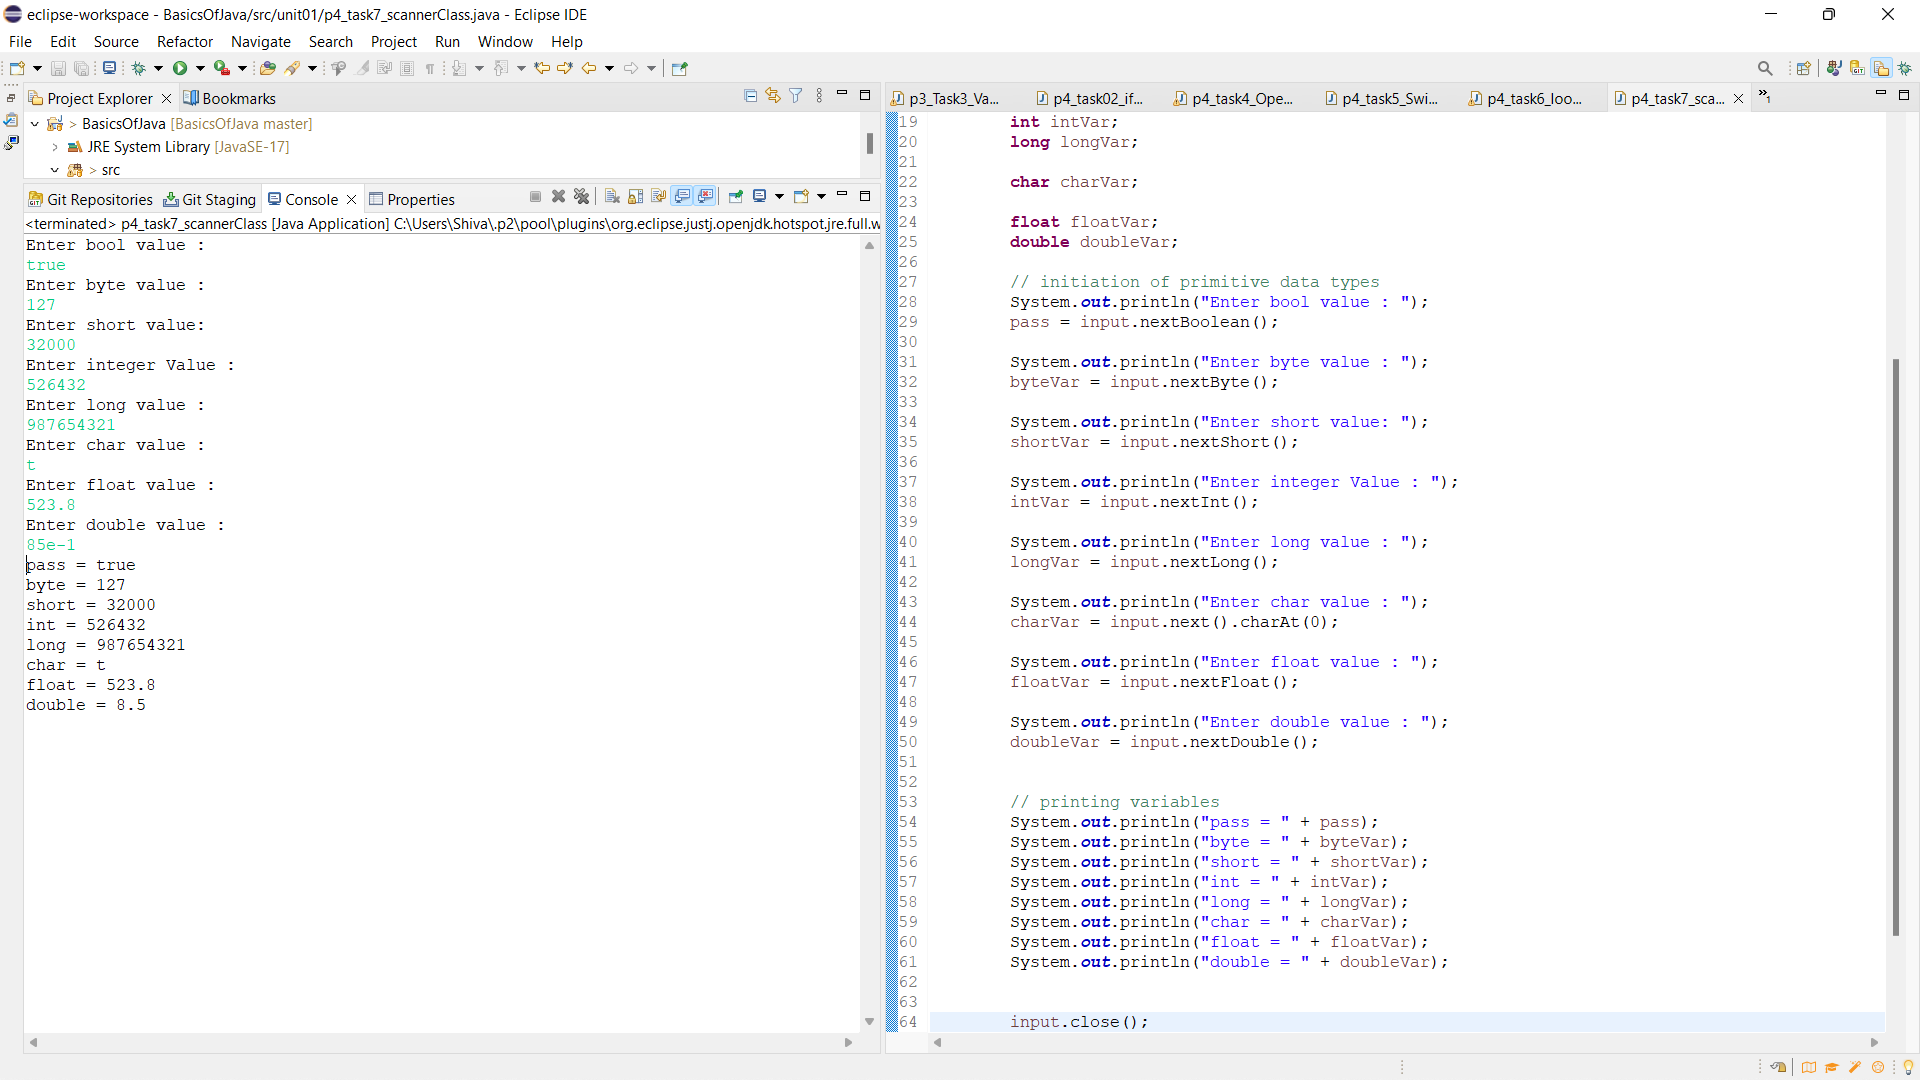 eclipse-workspace - BasicsOfJava/src/unit01/p4_task7_scannerClass.java - Eclipse IDE
File Edit Source Refactor Navigate Search Project Run Window Help
Project Explorer Bookmarks
> BasicsOfJava [BasicsOfJava master]
JRE System Library [JavaSE-17]
> src
Git Repositories Git Staging Console Properties
<terminated> p4_task7_scannerClass [Java Application] C:\Users\Shiva\.p2\pool\plugins\org.eclipse.justj.openjdk.hotspot.jre.full.w
Enter bool value :
true
Enter byte value :
127
Enter short value:
32000
Enter integer Value :
526432
Enter long value :
987654321
Enter char value :
t
Enter float value :
523.8
Enter double value :
85e-1
pass = true
byte = 127
short = 32000
int = 526432
long = 987654321
char = t
float = 523.8
double = 8.5
p3_Task3_Va... p4_task02_if... p4_task4_Ope... p4_task5_Swi... p4_task6_loo... p4_task7_sca... »1
19 int intVar;
20 long longVar;
21
22 char charVar;
23
24 float floatVar;
25 double doubleVar;
26
27 // initiation of primitive data types
28 System.out.println("Enter bool value : ");
29 pass = input.nextBoolean();
30
31 System.out.println("Enter byte value : ");
32 byteVar = input.nextByte();
33
34 System.out.println("Enter short value: ");
35 shortVar = input.nextShort();
36
37 System.out.println("Enter integer Value : ");
38 intVar = input.nextInt();
39
40 System.out.println("Enter long value : ");
41 longVar = input.nextLong();
42
43 System.out.println("Enter char value : ");
44 charVar = input.next().charAt(0);
45
46 System.out.println("Enter float value : ");
47 floatVar = input.nextFloat();
48
49 System.out.println("Enter double value : ");
50 doubleVar = input.nextDouble();
51
52
53 // printing variables
54 System.out.println("pass = " + pass);
55 System.out.println("byte = " + byteVar);
56 System.out.println("short = " + shortVar);
57 System.out.println("int = " + intVar);
58 System.out.println("long = " + longVar);
59 System.out.println("char = " + charVar);
60 System.out.println("float = " + floatVar);
61 System.out.println("double = " + doubleVar);
62
63
64 input.close();